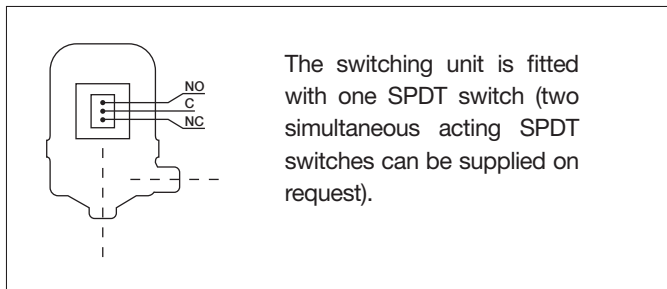 NO
C
NC
The switching unit is fitted
with one SPDT switch (two
simultaneous acting SPDT
switches can be supplied on
request).